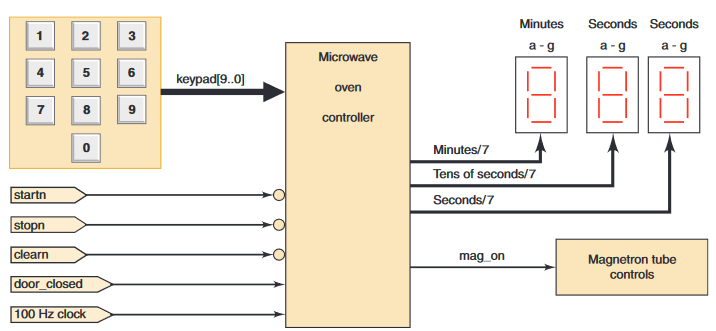 1 2 3
4 5 6
7 8 9
0
keypad[9..0]
startn
stopn
clearn
door_closed
100 Hz clock
Microwave
oven
controller
Minutes Seconds Seconds
a - g a - g a - g
Minutes/7
Tens of seconds/7
Seconds/7
mag_on
Magnetron tube
controls